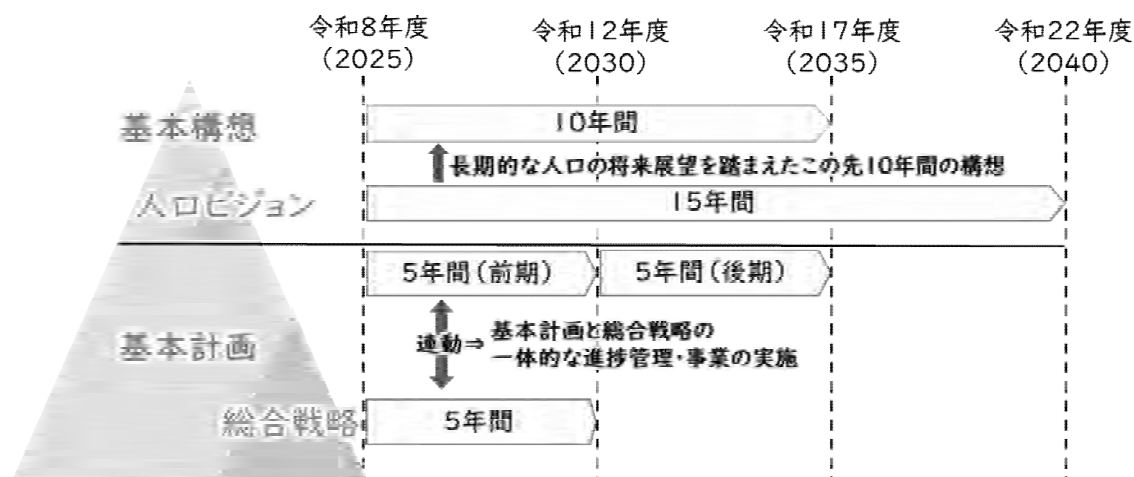 令和8年度 令和12年度 令和17年度 令和22年度
(2025) (2030) (2035) (2040)
基本構想 10年間
長期的な人口の将来展望を踏まえたこの先10年間の構想
人口ビジョン 15年間
5年間(前期) 5年間(後期)
連動⇒ 基本計画と総合戦略の
一体的な進捗管理・事業の実施
基本計画
総合戦略 5年間